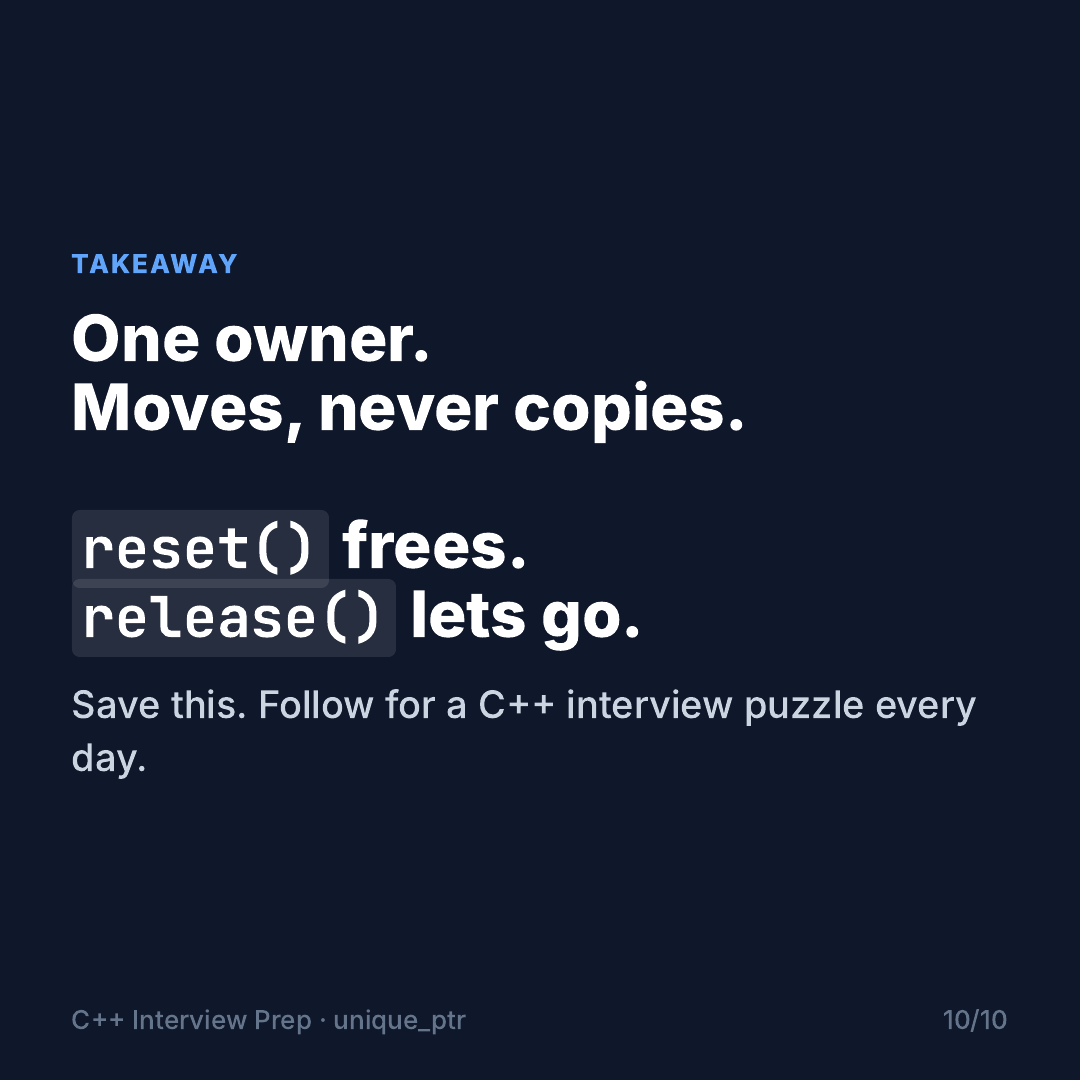 TAKEAWAY
One owner.
Moves, never copies.
reset() frees.
release() lets go.
Save this. Follow for a C++ interview puzzle every
day.
C++ Interview Prep · unique_ptr
10/10